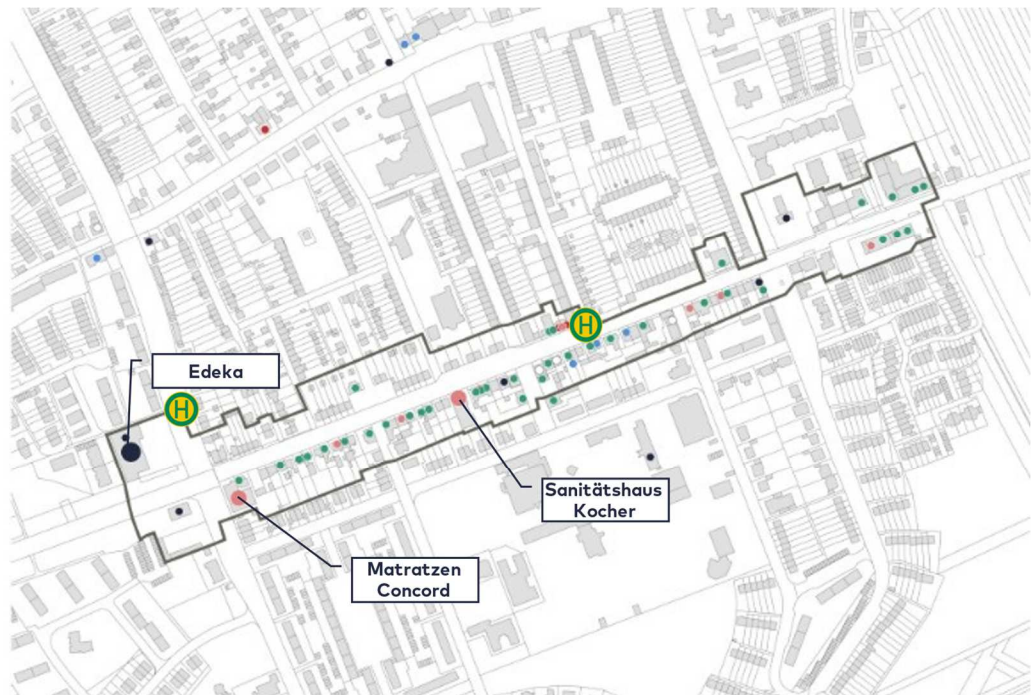 H
Edeka
H
Sanitätshaus
Kocher
Matratzen
Concord